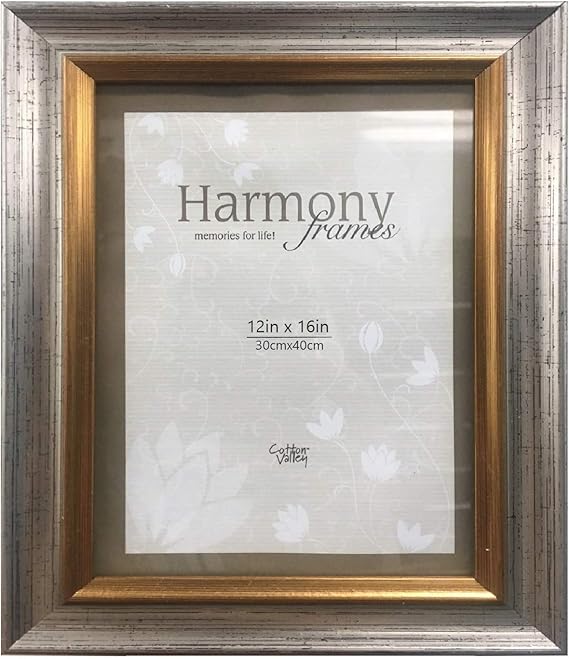 Harmony
frames
memories for life!
12in x 16in
30cmx40cm
Cotton
Valley